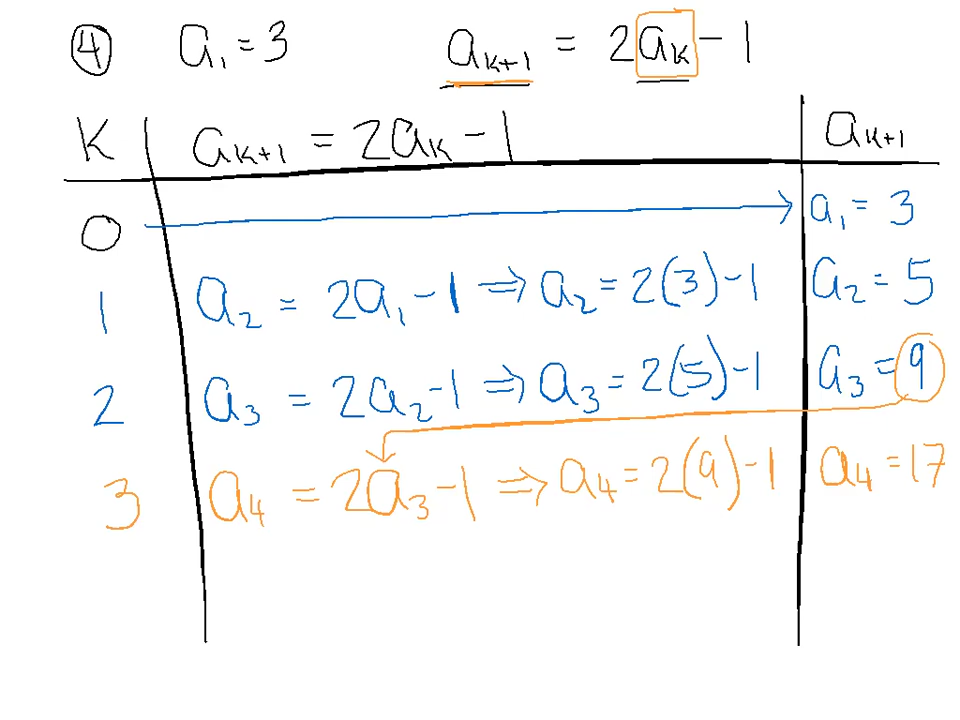 ④ a₁ = 3 aₖ₊₁ = 2aₖ - 1
K aₖ₊₁ = 2aₖ - 1 aₖ₊₁
0 → a₁ = 3
1 a₂ = 2a₁ - 1 ⇒ a₂ = 2(3) - 1 a₂ = 5
2 a₃ = 2a₂ - 1 ⇒ a₃ = 2(5) - 1 a₃ = 9
3 a₄ = 2a₃ - 1 ⇒ a₄ = 2(9) - 1 a₄ = 17